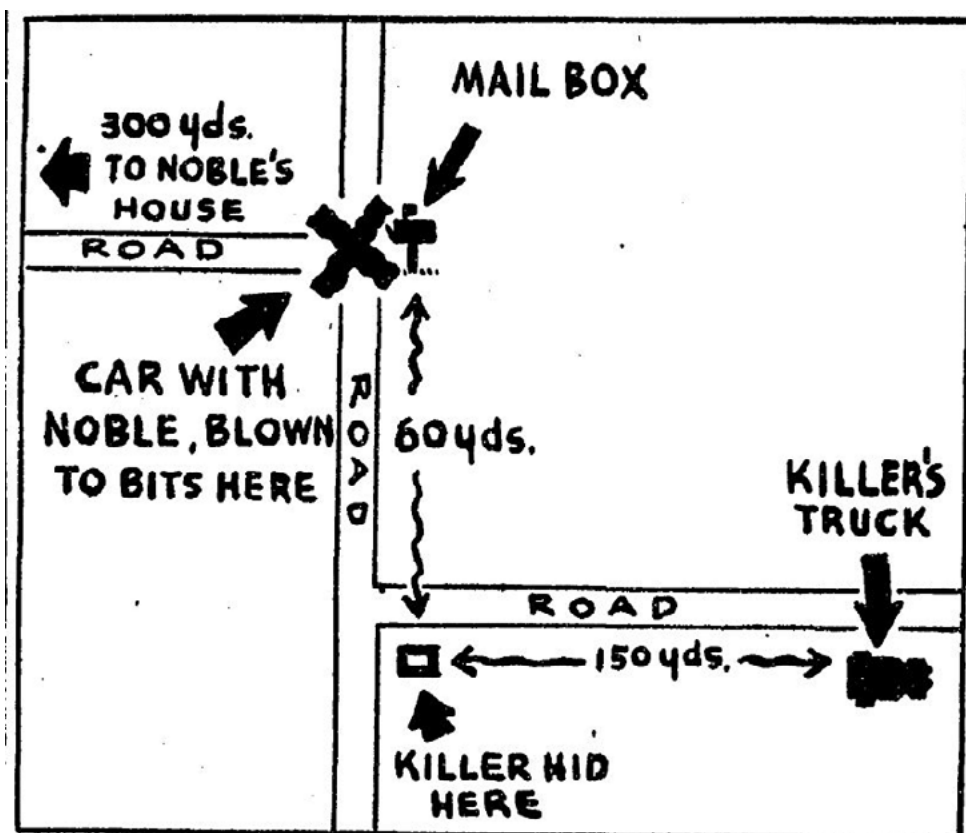 MAIL BOX
300 yds.
TO NOBLE'S
HOUSE
ROAD
CAR WITH
NOBLE, BLOWN
TO BITS HERE
ROAD
60 yds.
KILLER'S
TRUCK
ROAD
150 yds.
KILLER HID
HERE